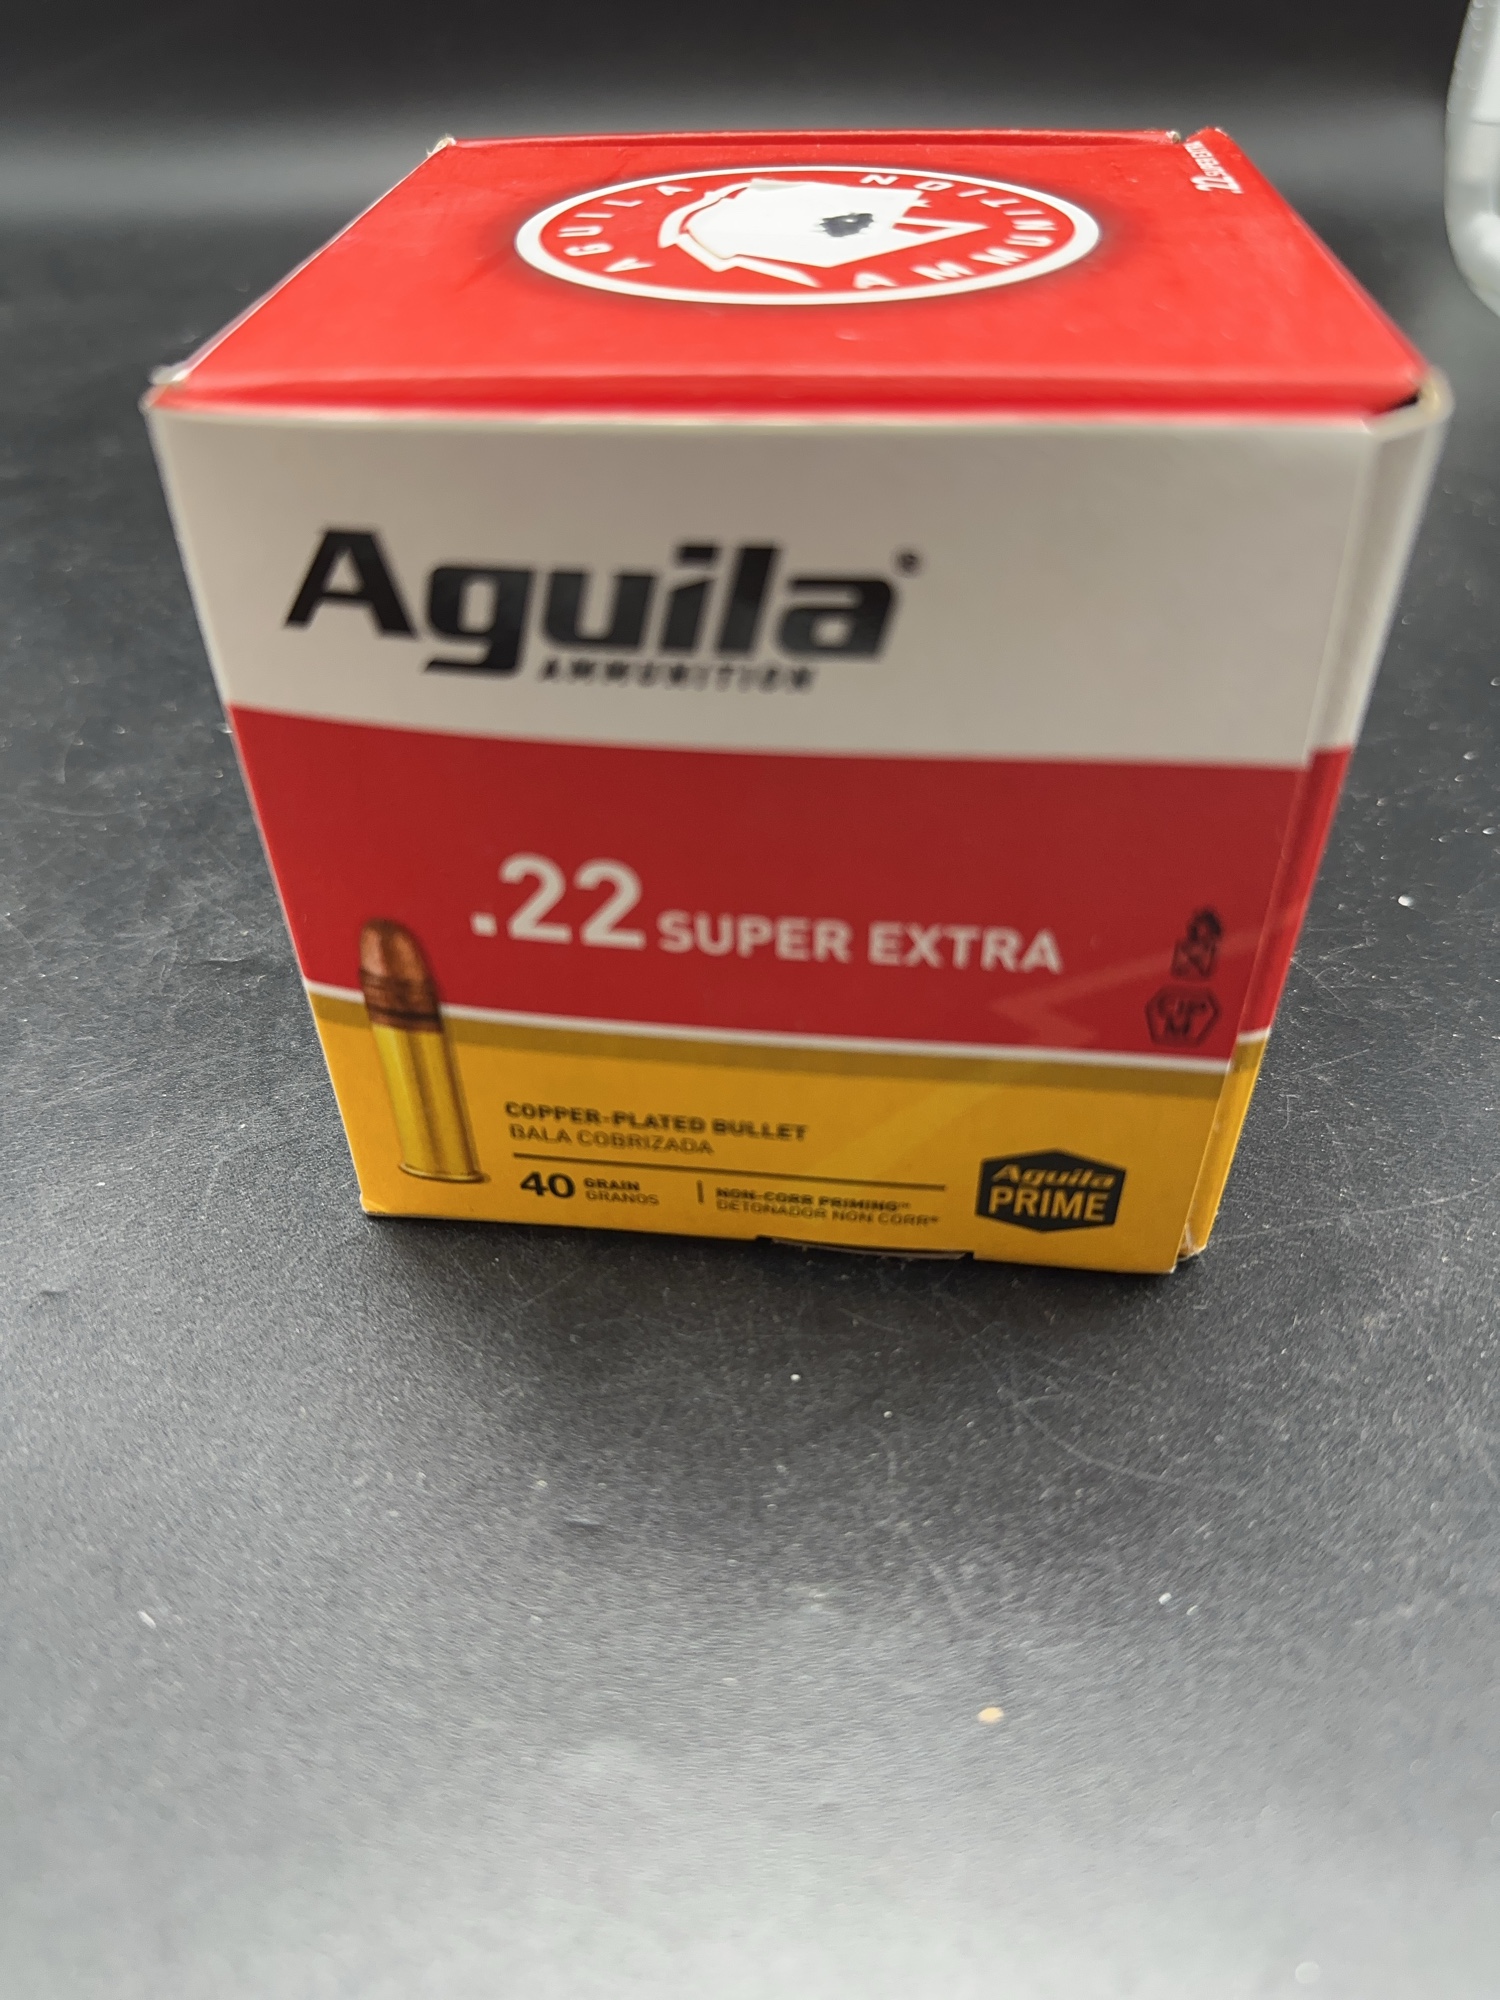 AGUILA AMMUNITION
Aguila®
AMMUNITION
.22 SUPER EXTRA
COPPER-PLATED BULLET
BALA COBRIZADA
40 GRAIN
GRANOS
NON-CORR PRIMING™
DETONADOR NON CORR®
Aguila
PRIME